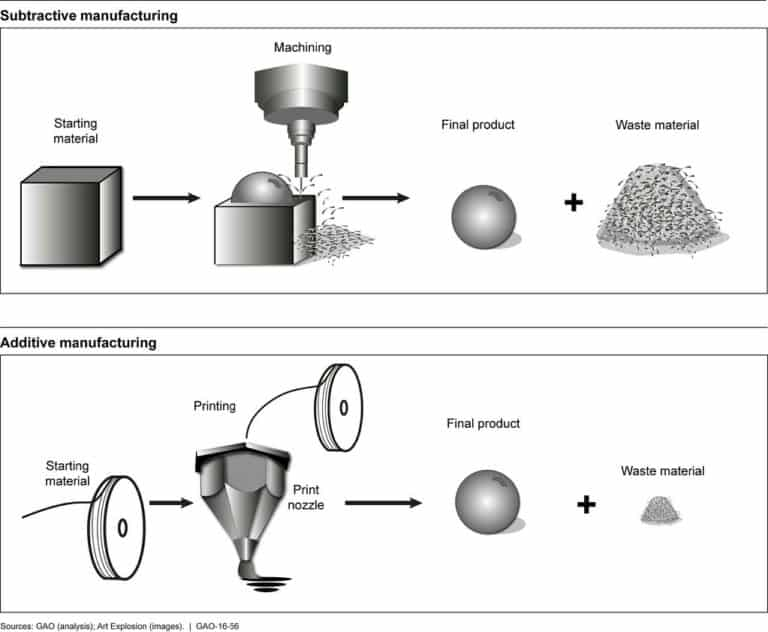 Subtractive manufacturing
Machining
Starting
material
Final product
Waste material
+
Additive manufacturing
Printing
Final product
Starting
material
Print
nozzle
Waste material
+
Sources: GAO (analysis); Art Explosion (images). | GAO-16-56